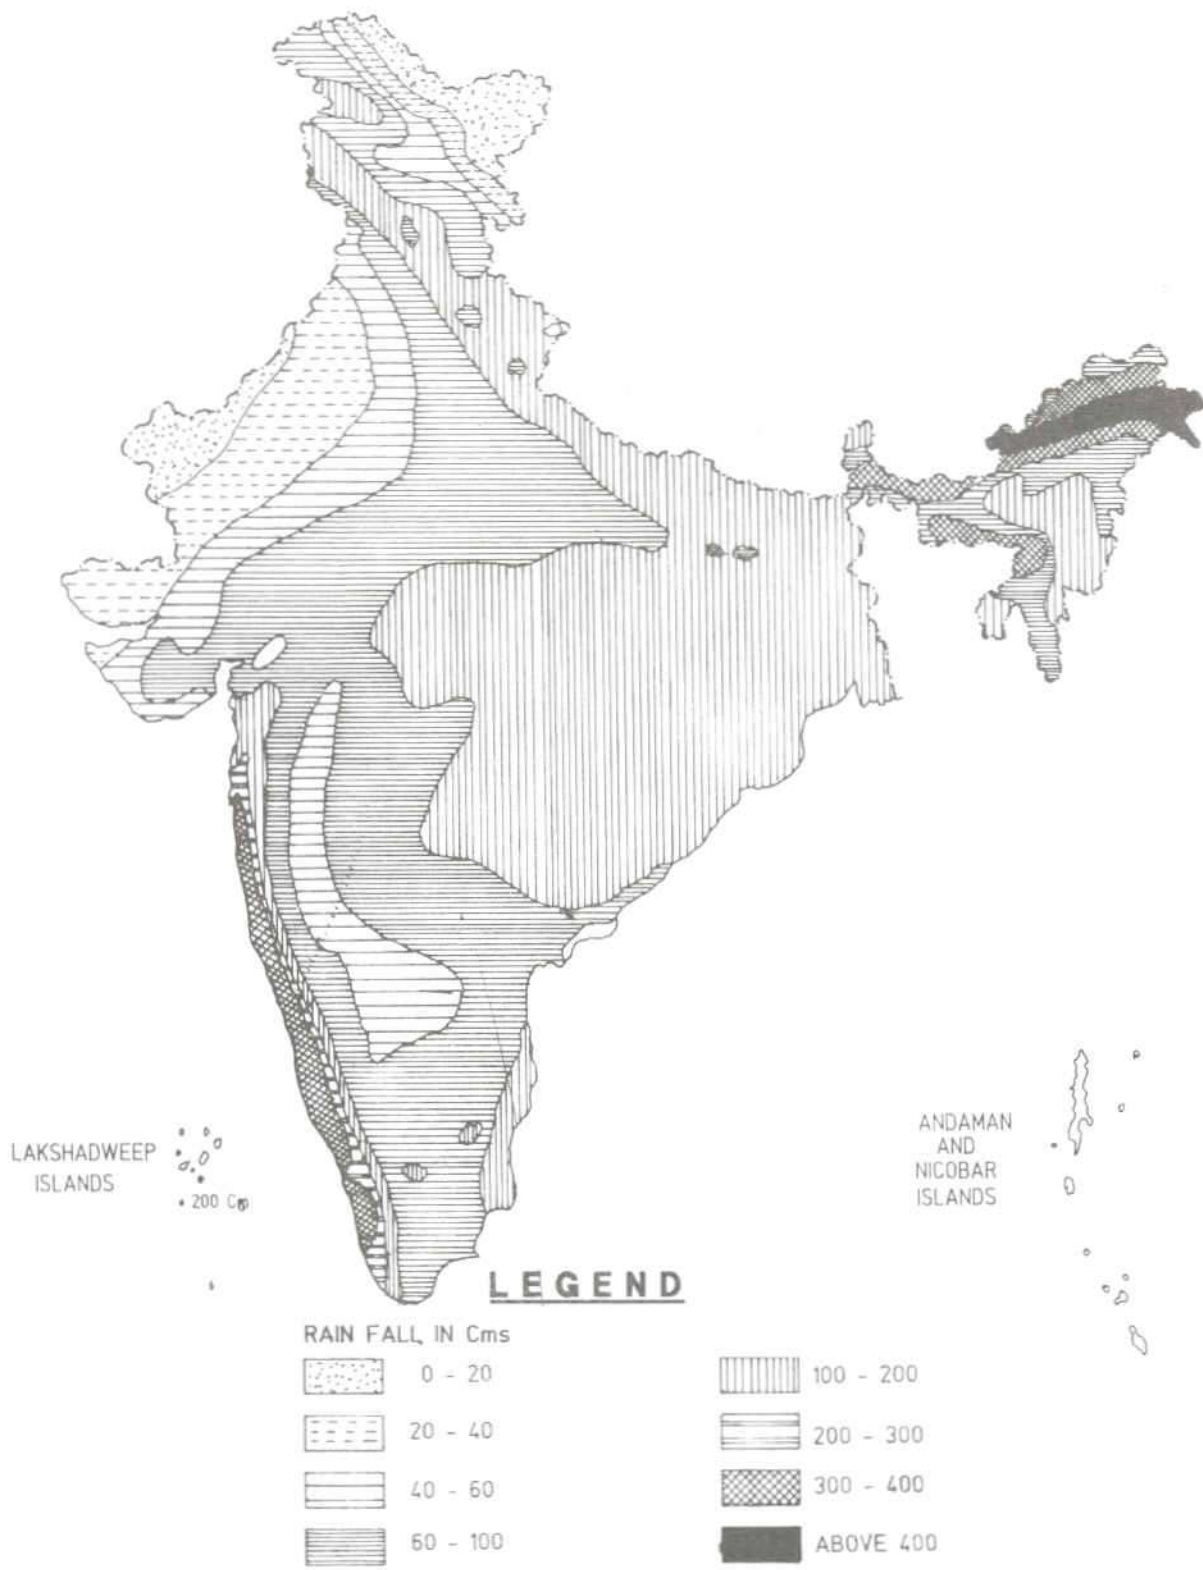 LAKSHADWEEP
ISLANDS
200 Cm
ANDAMAN
AND
NICOBAR
ISLANDS
LEGEND
RAIN FALL IN Cms
0 - 20
20 - 40
40 - 60
60 - 100
100 - 200
200 - 300
300 - 400
ABOVE 400